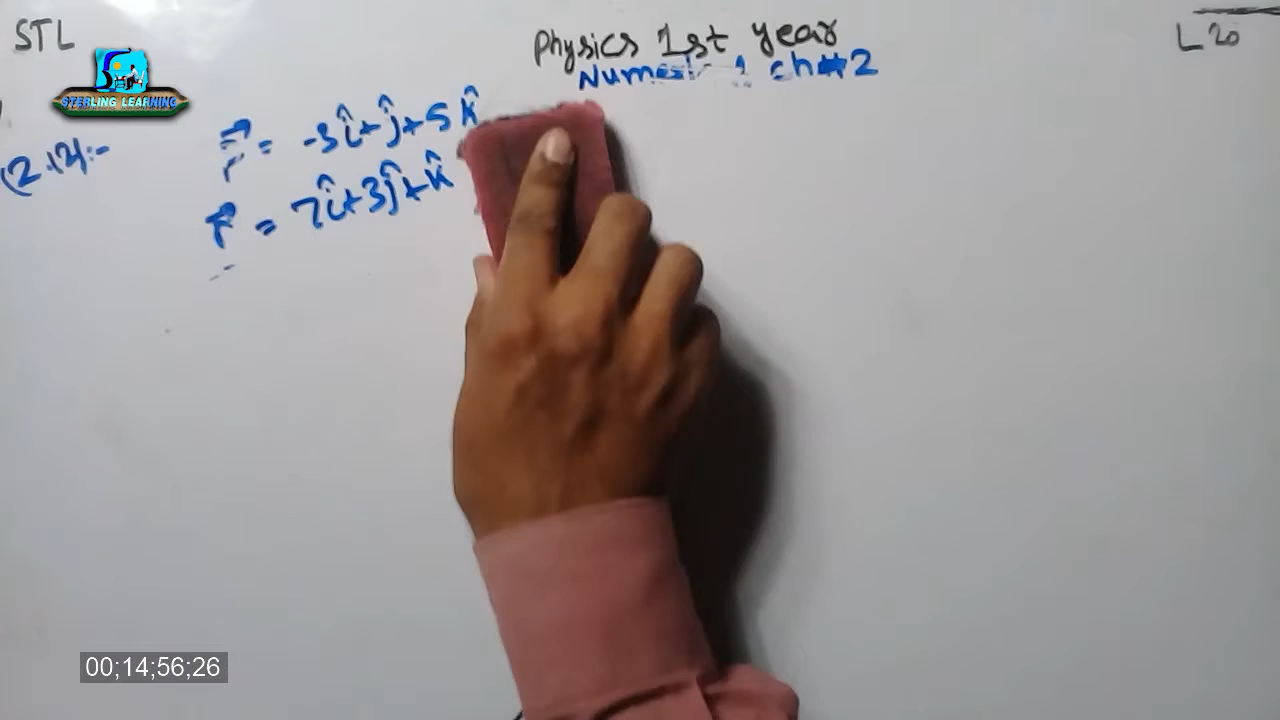 STL
Physics 1st year
L 20
ch#2
STERLING LEARNING
(2.12):-
r⃗ = -3î+ĵ+5k̂
r⃗ = 7î+3ĵ+k̂
00;14;56;26